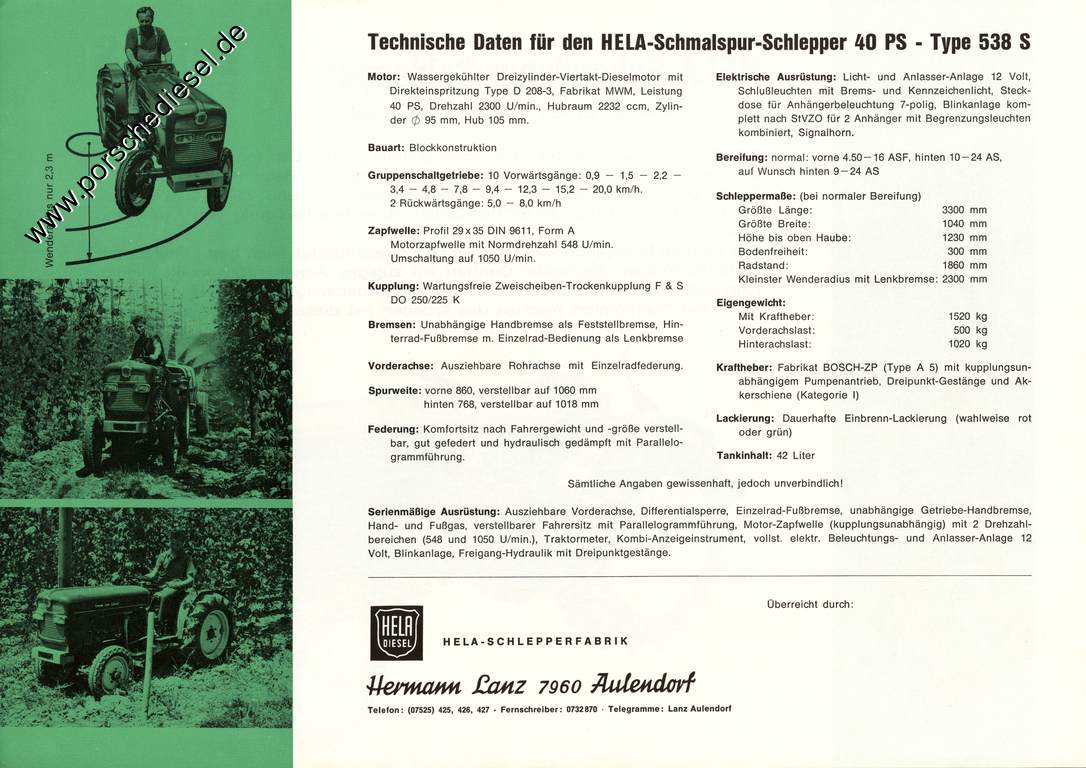 www.porschediesel.de
nur 2,3 m
Technische Daten für den HELA-Schmalspur-Schlepper 40 PS - Type 538 S
Motor: Wassergekühlter Dreizylinder-Viertakt-Dieselmotor mit
Direkteinspritzung Type D 208-3, Fabrikat MWM, Leistung
40 PS, Drehzahl 2300 U/min., Hubraum 2232 ccm, Zylin-
der ∅ 95 mm, Hub 105 mm.
Bauart: Blockkonstruktion
Gruppenschaltgetriebe: 10 Vorwärtsgänge: 0,9 — 1,5 — 2,2 —
3,4 — 4,8 — 7,8 — 9,4 — 12,3 — 15,2 — 20,0 km/h.
2 Rückwärtsgänge: 5,0 — 8,0 km/h
Zapfwelle: Profil 29 x 35 DIN 9611, Form A
Motorzapfwelle mit Normdrehzahl 548 U/min.
Umschaltung auf 1050 U/min.
Kupplung: Wartungsfreie Zweischeiben-Trockenkupplung F & S
DO 250/225 K
Bremsen: Unabhängige Handbremse als Feststellbremse, Hin-
terrad-Fußbremse m. Einzelrad-Bedienung als Lenkbremse
Vorderachse: Ausziehbare Rohrachse mit Einzelradfederung.
Spurweite: vorne 860, verstellbar auf 1060 mm
hinten 768, verstellbar auf 1018 mm
Federung: Komfortsitz nach Fahrergewicht und -größe verstell-
bar, gut gefedert und hydraulisch gedämpft mit Parallelo-
grammführung.
Elektrische Ausrüstung: Licht- und Anlasser-Anlage 12 Volt,
Schlußleuchten mit Brems- und Kennzeichenlicht, Steck-
dose für Anhängerbeleuchtung 7-polig, Blinkanlage kom-
plett nach StVZO für 2 Anhänger mit Begrenzungsleuchten
kombiniert, Signalhorn.
Bereifung: normal: vorne 4.50—16 ASF, hinten 10—24 AS,
auf Wunsch hinten 9—24 AS
Schleppermaße: (bei normaler Bereifung)
Größte Länge: 3300 mm
Größte Breite: 1040 mm
Höhe bis oben Haube: 1230 mm
Bodenfreiheit: 300 mm
Radstand: 1860 mm
Kleinster Wenderadius mit Lenkbremse: 2300 mm
Eigengewicht:
Mit Kraftheber: 1520 kg
Vorderachslast: 500 kg
Hinterachslast: 1020 kg
Kraftheber: Fabrikat BOSCH-ZP (Type A 5) mit kupplungsun-
abhängigem Pumpenantrieb, Dreipunkt-Gestänge und Ak-
kerschiene (Kategorie I)
Lackierung: Dauerhafte Einbrenn-Lackierung (wahlweise rot
oder grün)
Tankinhalt: 42 Liter
Sämtliche Angaben gewissenhaft, jedoch unverbindlich!
Serienmäßige Ausrüstung: Ausziehbare Vorderachse, Differentialsperre, Einzelrad-Fußbremse, unabhängige Getriebe-Handbremse,
Hand- und Fußgas, verstellbarer Fahrersitz mit Parallelogrammführung, Motor-Zapfwelle (kupplungsunabhängig) mit 2 Drehzahl-
bereichen (548 und 1050 U/min.), Traktormeter, Kombi-Anzeigeinstrument, vollst. elektr. Beleuchtungs- und Anlasser-Anlage 12
Volt, Blinkanlage, Freigang-Hydraulik mit Dreipunktgestänge.
Überreicht durch:
HELA
DIESEL
HELA-SCHLEPPERFABRIK
Hermann Lanz 7960 Aulendorf
Telefon: (07525) 425, 426, 427 · Fernschreiber: 0732870 · Telegramme: Lanz Aulendorf